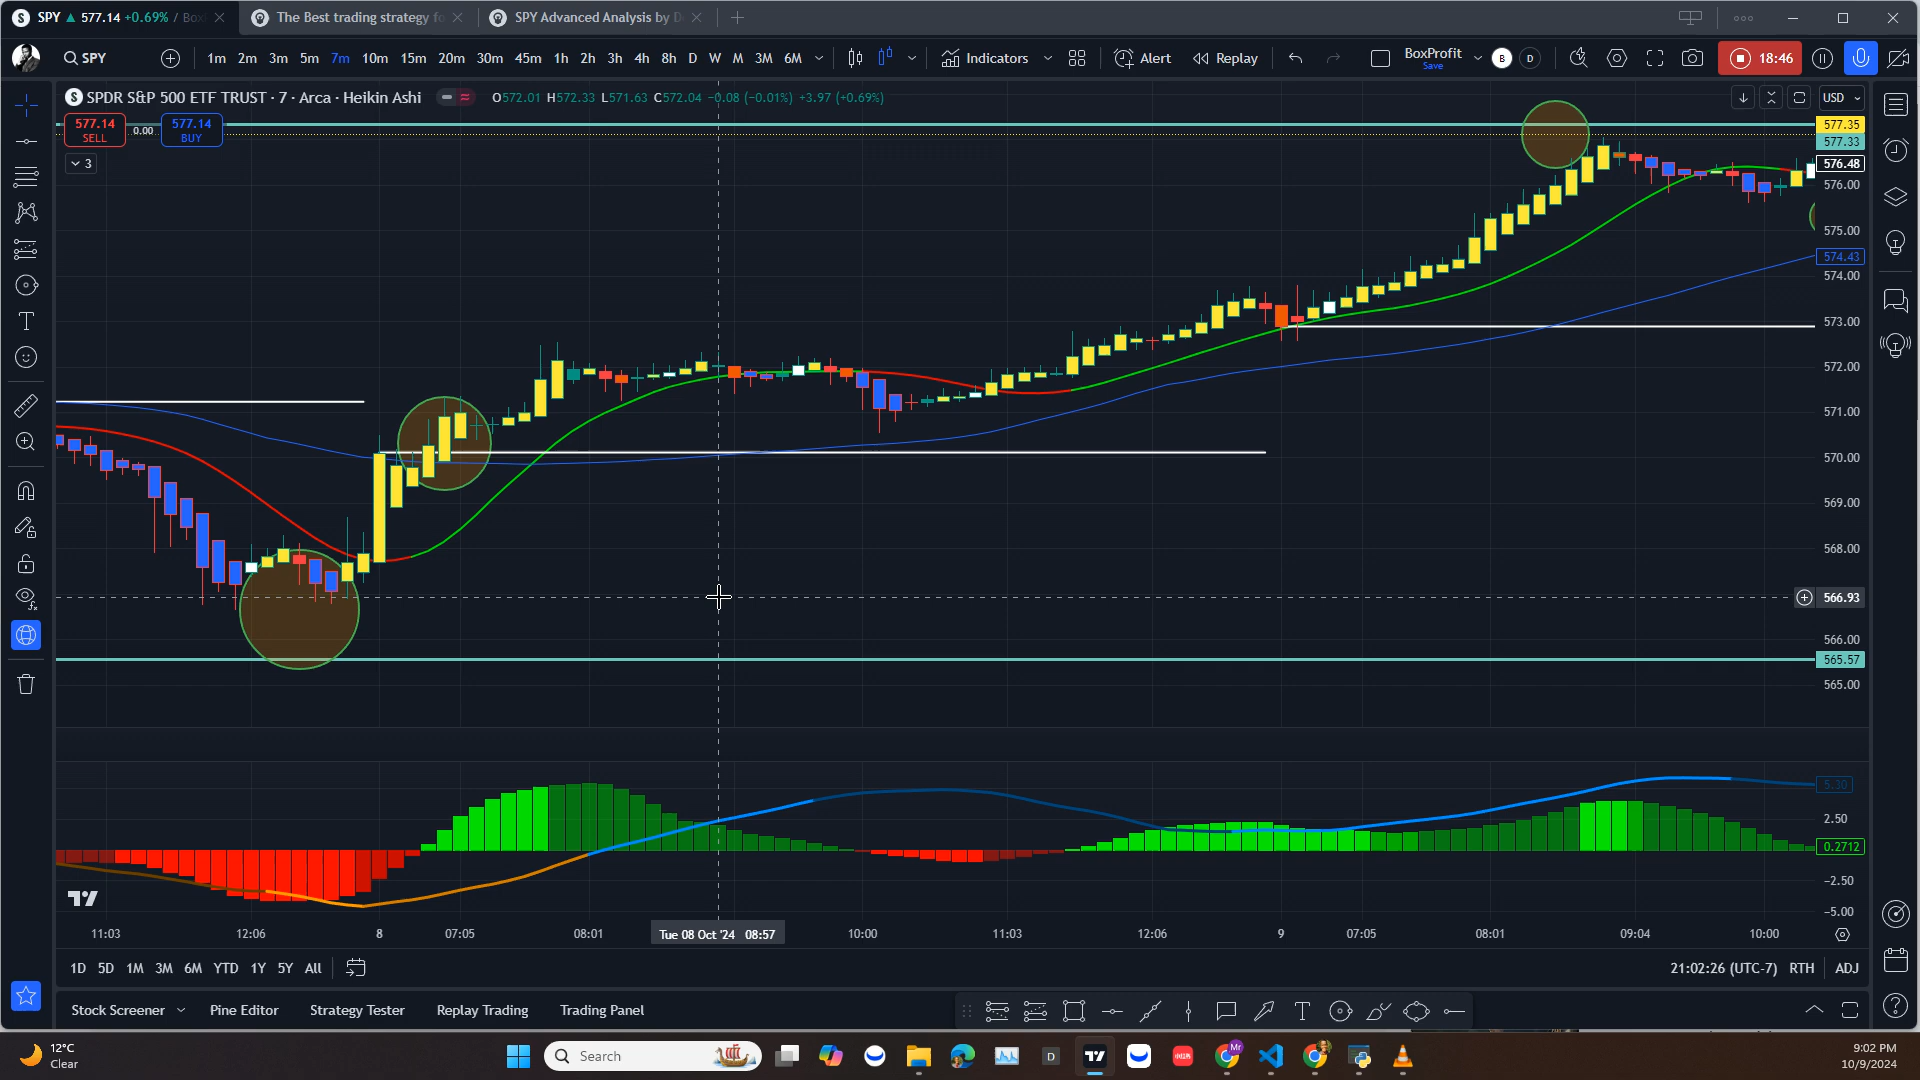 SPY ▲ 577.14 +0.69% / Box
The Best trading strategy fo
SPY Advanced Analysis by D
SPY
1m 2m 3m 5m 7m 10m 15m 20m 30m 45m 1h 2h 3h 4h 8h D W M 3M 6M
Indicators
Alert
Replay
BoxProfit
Save
B
D
18:46
SPDR S&P 500 ETF TRUST · 7 · Arca · Heikin Ashi
O572.01 H572.33 L571.63 C572.04 −0.08 (−0.01%) +3.97 (+0.69%)
USD
577.14
SELL
0.00
577.14
BUY
3
577.35
577.33
576.48
576.00
575.00
574.43
574.00
573.00
572.00
571.00
570.00
569.00
568.00
566.93
566.00
565.57
565.00
5.30
2.50
0.2712
−2.50
−5.00
11:03 12:06 8 07:05 08:01 Tue 08 Oct '24 08:57 10:00 11:03 12:06 9 07:05 08:01 09:04 10:00
1D 5D 1M 3M 6M YTD 1Y 5Y All
21:02:26 (UTC-7) RTH ADJ
Stock Screener Pine Editor Strategy Tester Replay Trading Trading Panel
12°C
Clear
Search
D
Mr
9:02 PM
10/9/2024